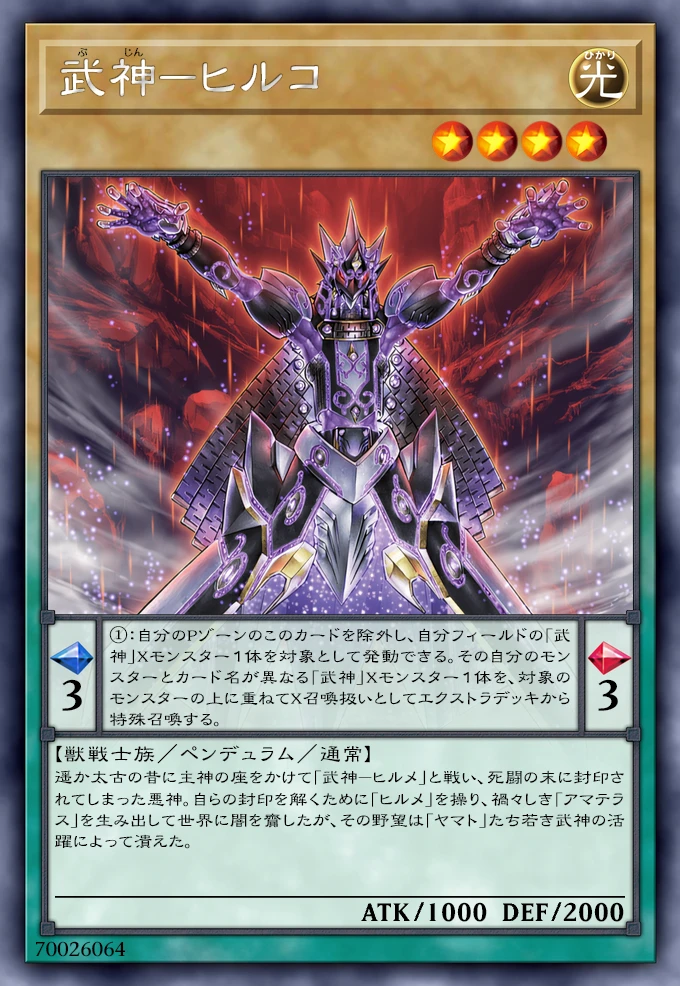 武神－ヒルコ
ぶ じん
光
ひかり
①：自分のPゾーンのこのカードを除外し、自分フィールドの「武
神」Xモンスター１体を対象として発動できる。その自分のモン
スターとカード名が異なる「武神」Xモンスター１体を、対象の
モンスターの上に重ねてX召喚扱いとしてエクストラデッキから
特殊召喚する。
3
3
【獣戦士族／ペンデュラム／通常】
遥か太古の昔に主神の座をかけて「武神－ヒルメ」と戦い、死闘の末に封印さ
れてしまった悪神。自らの封印を解くために「ヒルメ」を操り、禍々しき「アマテラ
ス」を生み出して世界に闇を齎したが、その野望は「ヤマト」たち若き武神の活
躍によって潰えた。
ATK/1000 DEF/2000
70026064